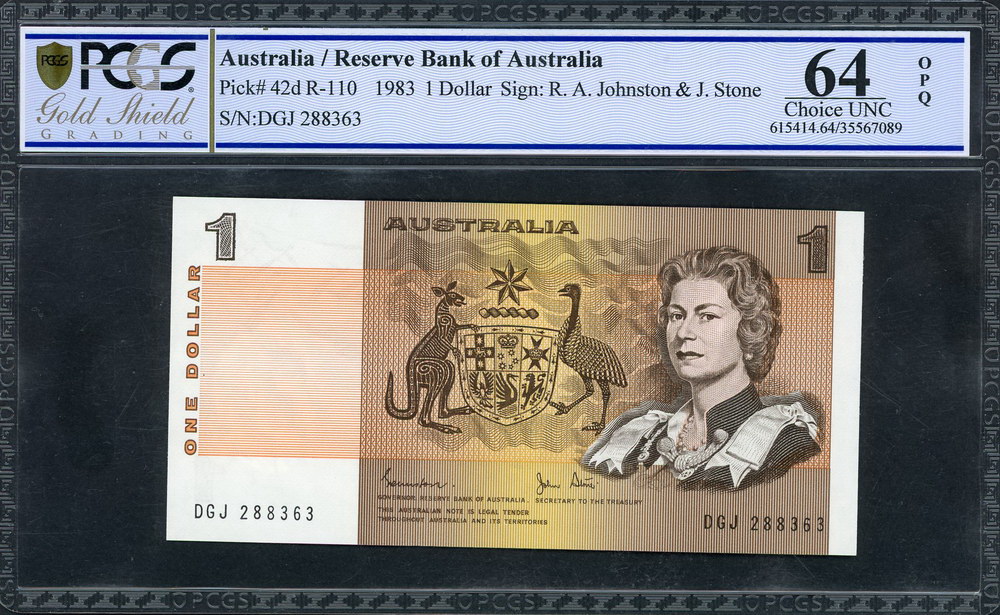 PCGS
PCGS
Gold Shield
GRADING
Australia / Reserve Bank of Australia
Pick# 42d R-110 1983 1 Dollar Sign: R. A. Johnston & J. Stone
S/N:DGJ 288363
64
Choice UNC
615414.64/35567089
OPQ
1
AUSTRALIA
1
ONE DOLLAR
GOVERNOR, RESERVE BANK OF AUSTRALIA. SECRETARY TO THE TREASURY
THIS AUSTRALIAN NOTE IS LEGAL TENDER
THROUGHOUT AUSTRALIA AND ITS TERRITORIES
DGJ 288363
DGJ 288363